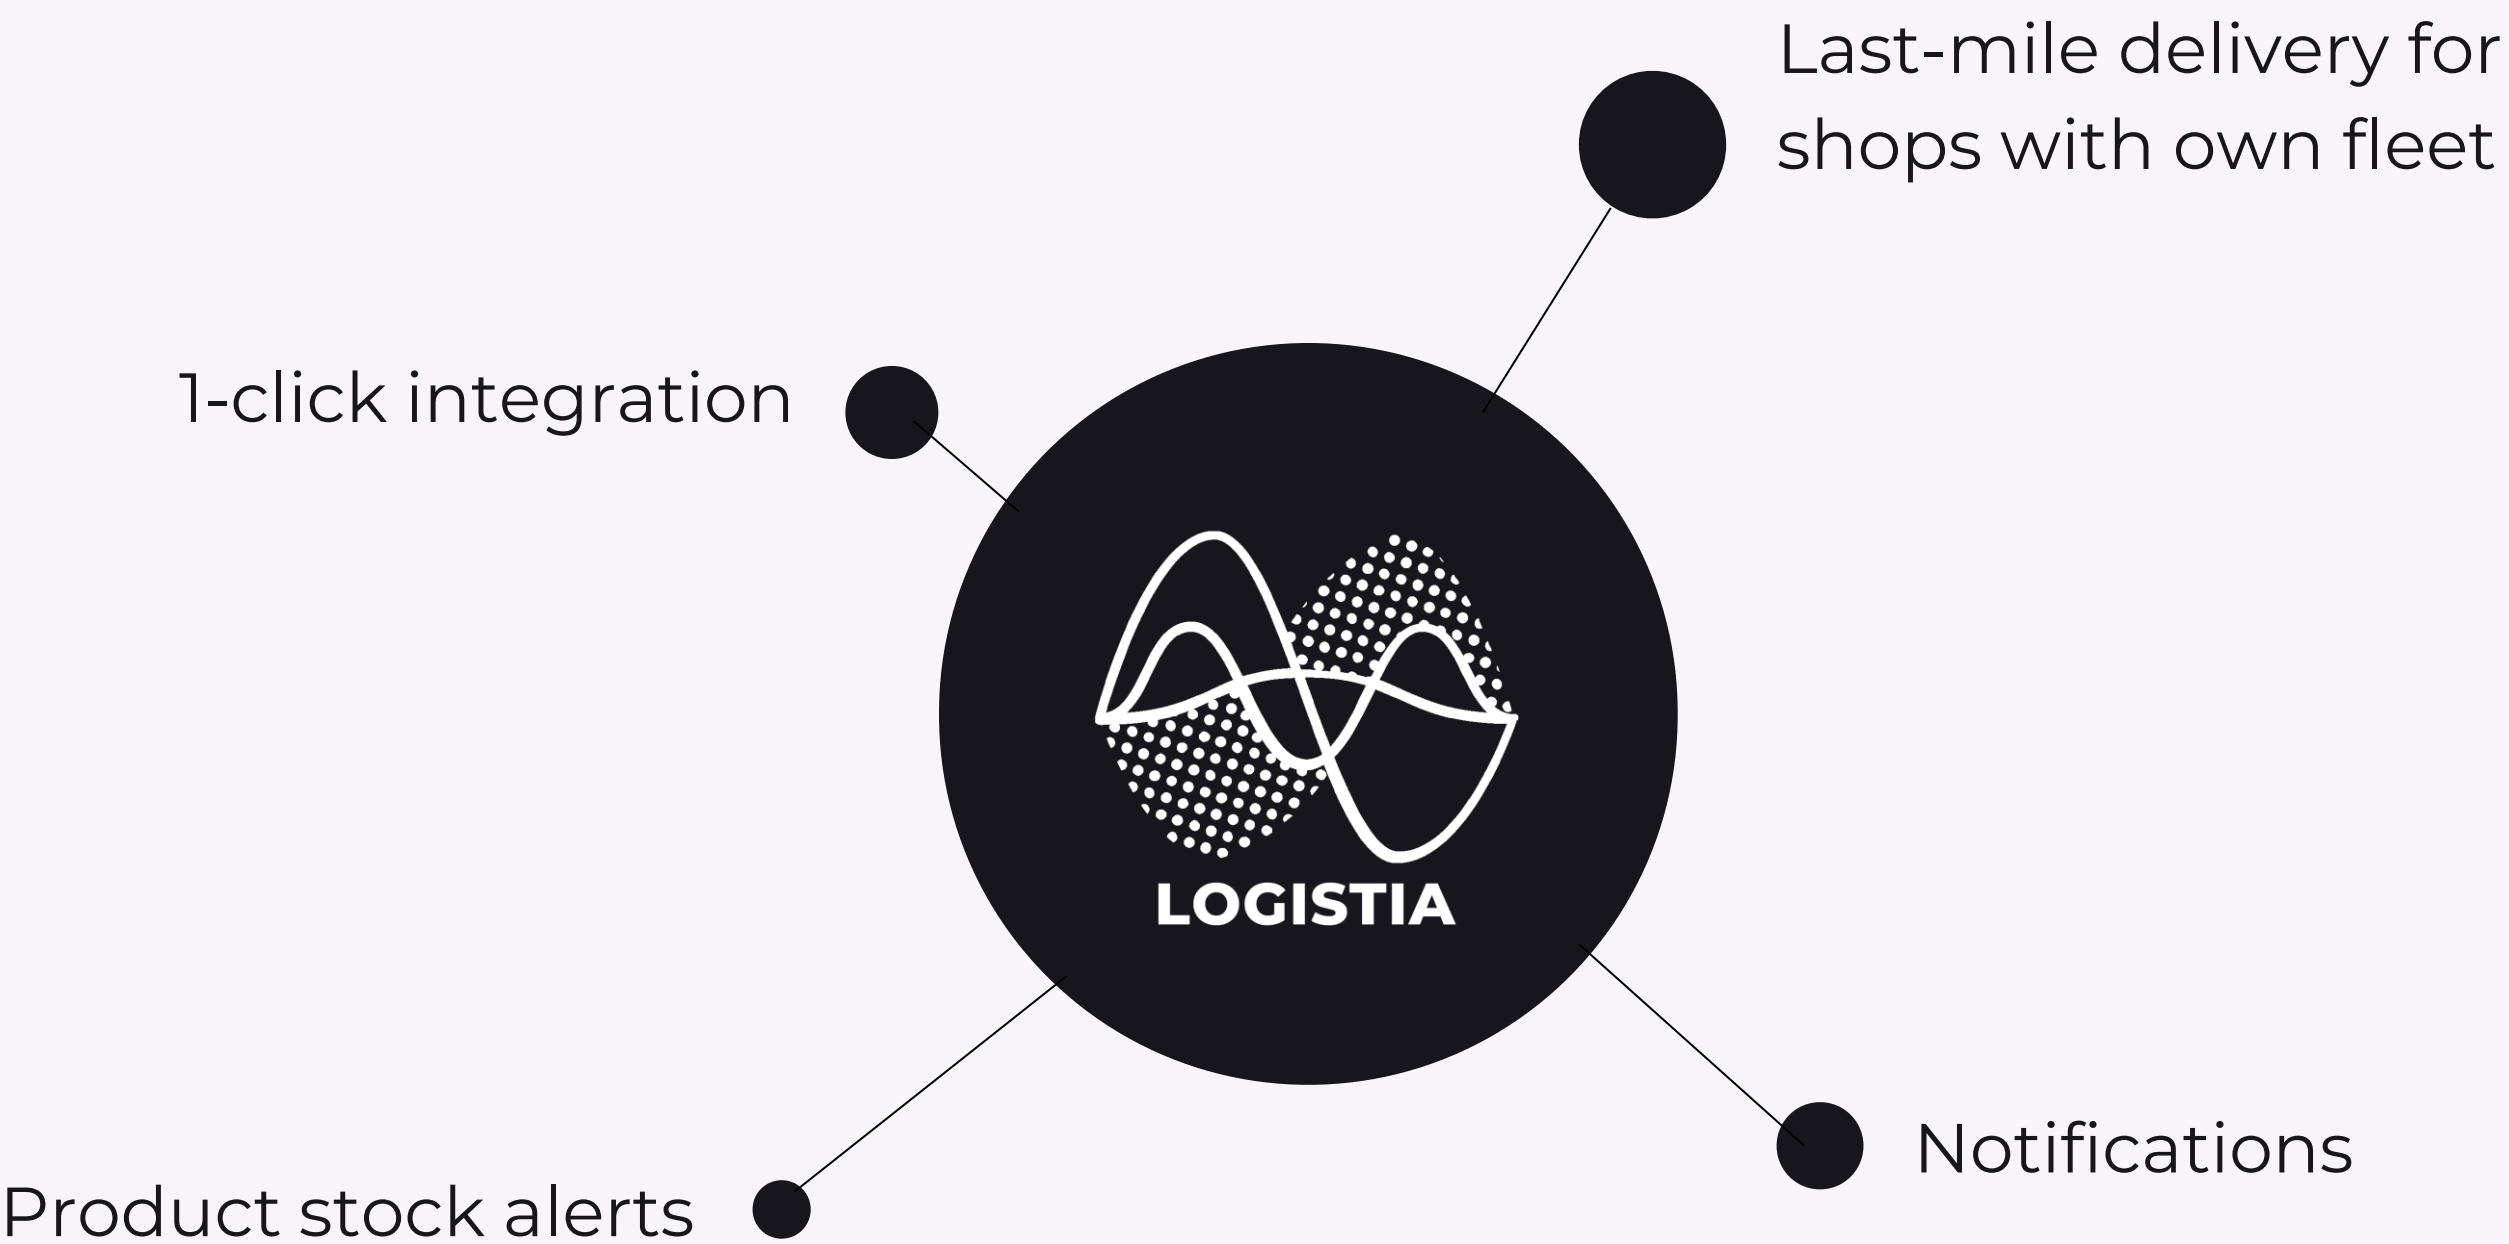 Last-mile delivery for
shops with own fleet
1-click integration
LOGISTIA
Notifications
Product stock alerts